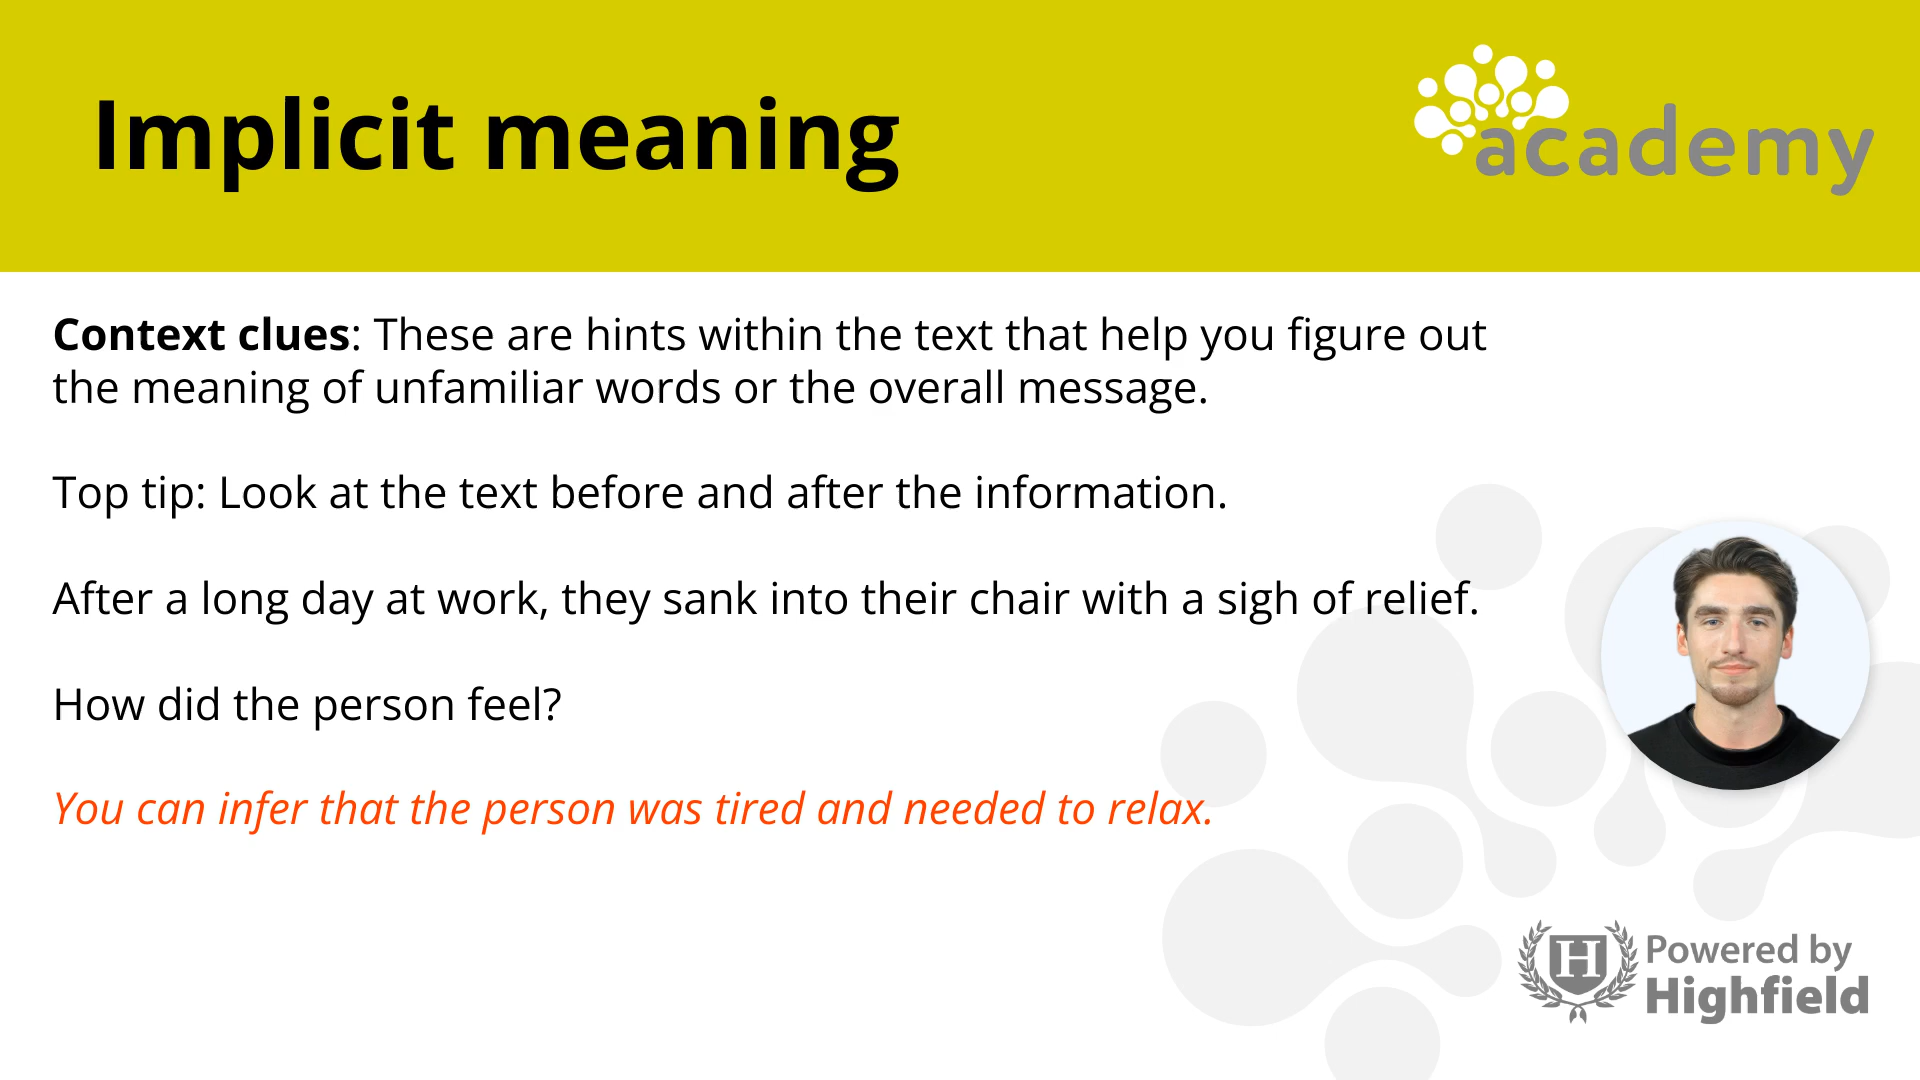 Implicit meaning
academy
Context clues: These are hints within the text that help you figure out
the meaning of unfamiliar words or the overall message.
Top tip: Look at the text before and after the information.
After a long day at work, they sank into their chair with a sigh of relief.
How did the person feel?
You can infer that the person was tired and needed to relax.
H
Powered by
Highfield